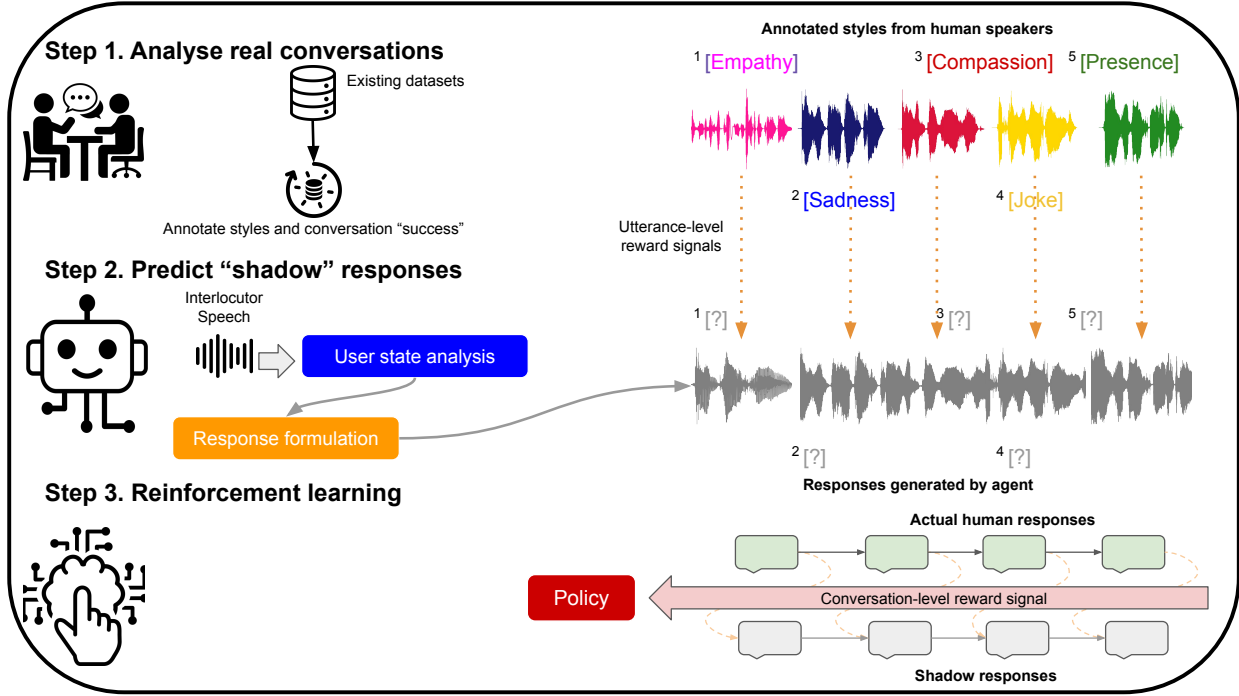 Step 1. Analyse real conversations
Existing datasets
Annotate styles and conversation “success”
Annotated styles from human speakers
1 [Empathy]
3 [Compassion]
5 [Presence]
2 [Sadness]
4 [Joke]
Utterance-level
reward signals
Step 2. Predict “shadow” responses
Interlocutor
Speech
User state analysis
Response formulation
1 [?]
3 [?]
5 [?]
2 [?]
4 [?]
Responses generated by agent
Step 3. Reinforcement learning
Actual human responses
Policy
Conversation-level reward signal
Shadow responses